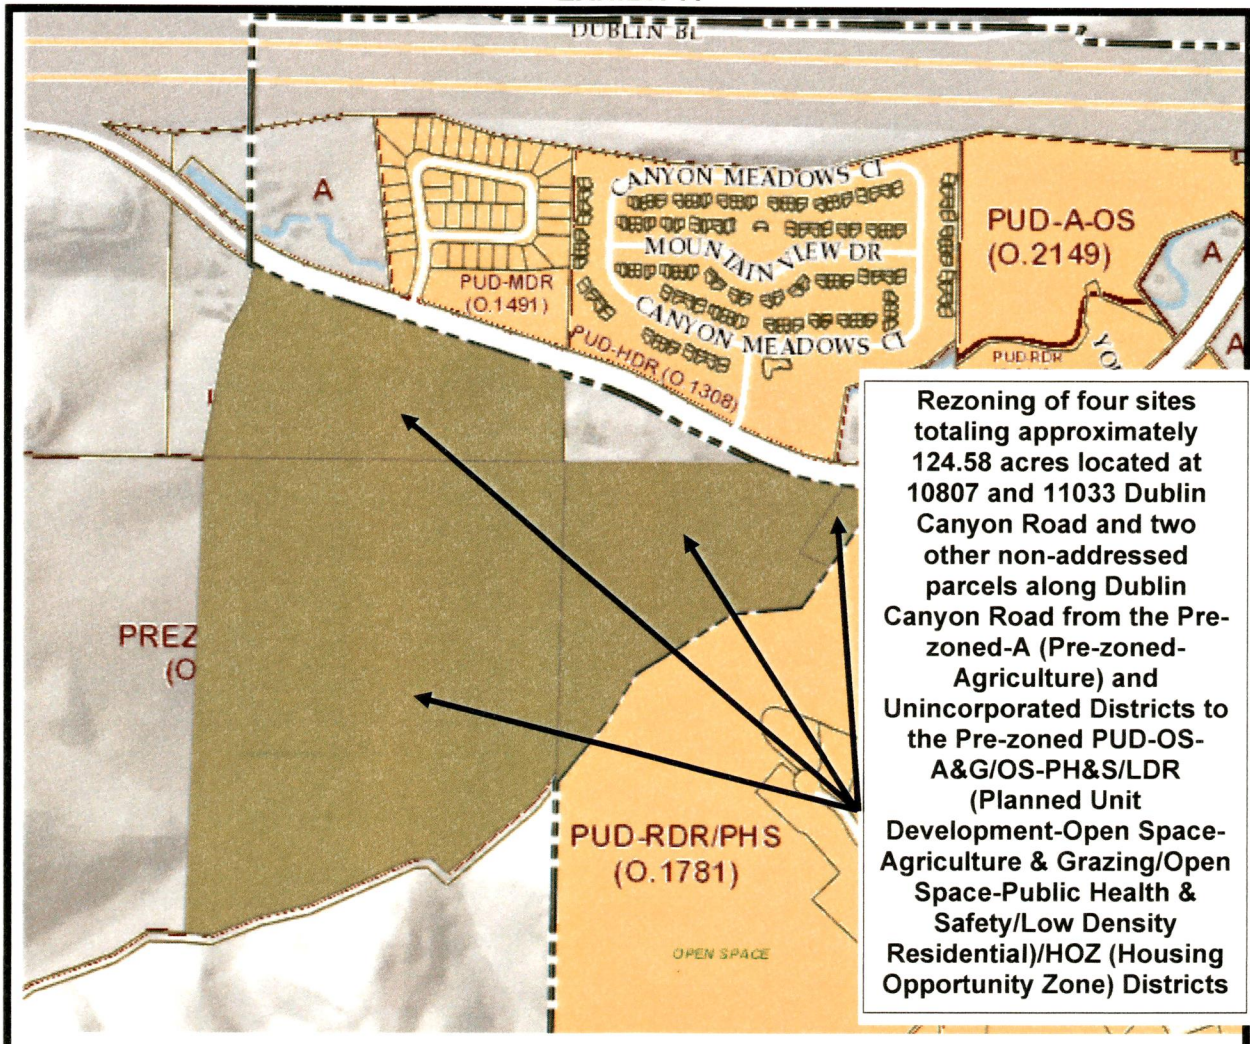 DUBLIN BL
A
CANYON MEADOWS CI
PUD-A-OS
(O.2149)
A
MOUNTAIN VIEW DR
PUD-MDR
(O.1491)
CANYON MEADOWS CI
PUD-HDR (O.1308)
PUD-RDR
YO
A
Rezoning of four sites
totaling approximately
124.58 acres located at
10807 and 11033 Dublin
Canyon Road and two
other non-addressed
parcels along Dublin
Canyon Road from the Pre-
zoned-A (Pre-zoned-
Agriculture) and
Unincorporated Districts to
the Pre-zoned PUD-OS-
A&G/OS-PH&S/LDR
(Planned Unit
Development-Open Space-
Agriculture & Grazing/Open
Space-Public Health &
Safety/Low Density
Residential)/HOZ (Housing
Opportunity Zone) Districts
PREZ
(O
PUD-RDR/PHS
(O.1781)
OPEN SPACE